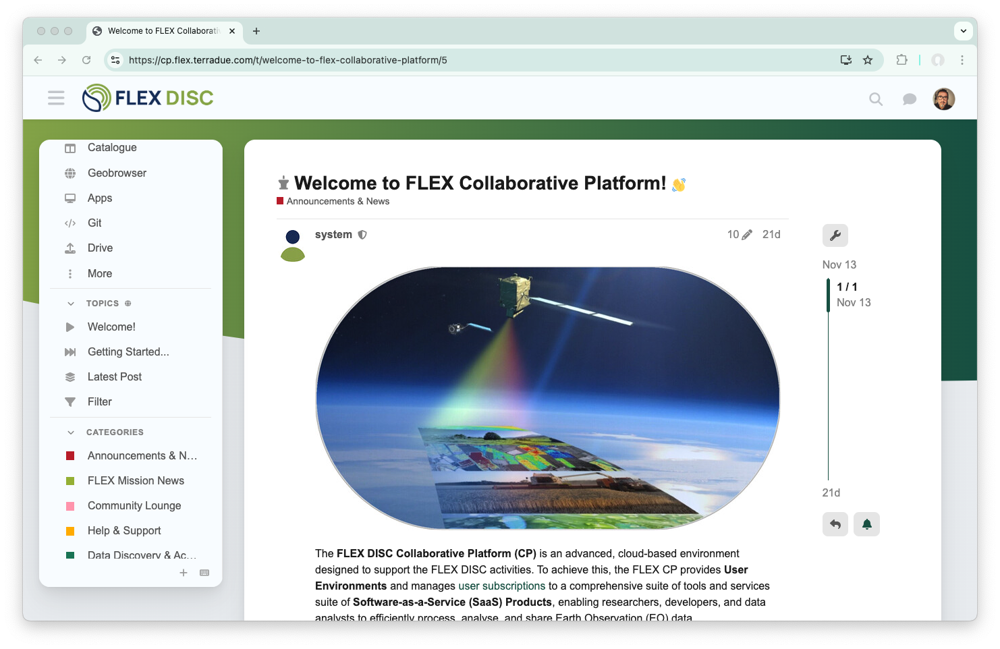 Welcome to FLEX Collaborati
https://cp.flex.terradue.com/t/welcome-to-flex-collaborative-platform/5
FLEX DISC
Catalogue
Geobrowser
Apps
Git
Drive
More
TOPICS
Welcome!
Getting Started...
Latest Post
Filter
CATEGORIES
Announcements & N...
FLEX Mission News
Community Lounge
Help & Support
Data Discovery & Ac...
Welcome to FLEX Collaborative Platform! 👋
Announcements & News
system
10
21d
The FLEX DISC Collaborative Platform (CP) is an advanced, cloud-based environment
designed to support the FLEX DISC activities. To achieve this, the FLEX CP provides User
Environments and manages user subscriptions to a comprehensive suite of tools and services
suite of Software-as-a-Service (SaaS) Products, enabling researchers, developers, and data
analysts to efficiently process, analyse, and share Earth Observation (EO) data.
Nov 13
1 / 1
Nov 13
21d